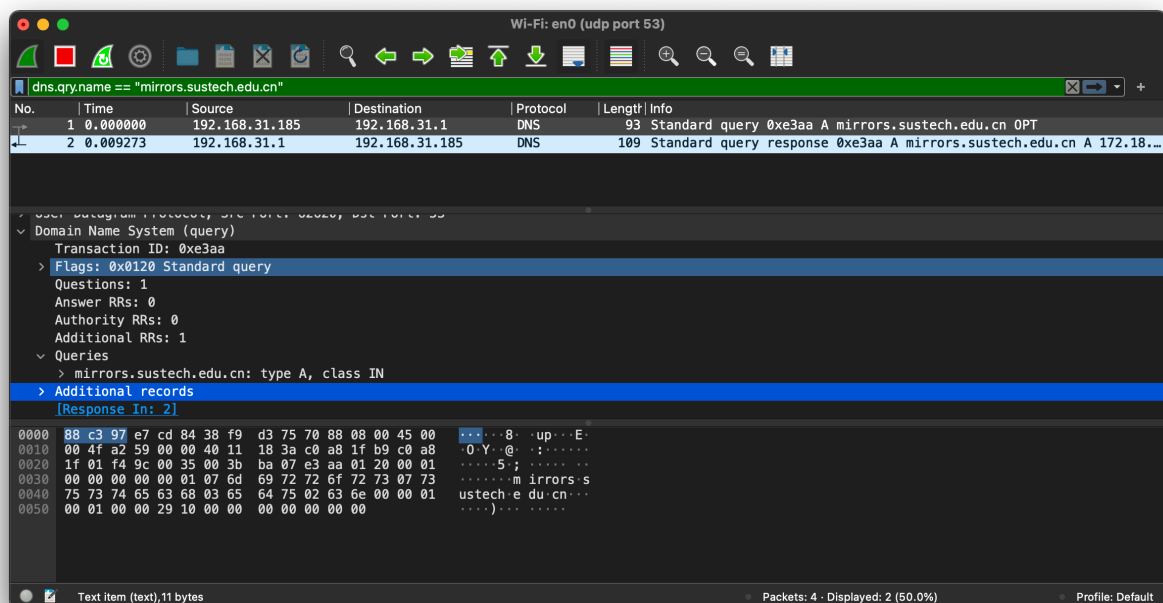 Wi-Fi: en0 (udp port 53)
dns.qry.name == "mirrors.sustech.edu.cn"
No. Time Source Destination Protocol Length Info
1 0.000000 192.168.31.185 192.168.31.1 DNS 93 Standard query 0xe3aa A mirrors.sustech.edu.cn OPT
2 0.009273 192.168.31.1 192.168.31.185 DNS 109 Standard query response 0xe3aa A mirrors.sustech.edu.cn A 172.18.…
Domain Name System (query)
Transaction ID: 0xe3aa
Flags: 0x0120 Standard query
Questions: 1
Answer RRs: 0
Authority RRs: 0
Additional RRs: 1
Queries
mirrors.sustech.edu.cn: type A, class IN
Additional records
[Response In: 2]
0000 88 c3 97 e7 cd 84 38 f9 d3 75 70 88 08 00 45 00 ······8· ·up···E·
0010 00 4f a2 59 00 00 40 11 18 3a c0 a8 1f b9 c0 a8 ·O·Y··@· ·:······
0020 1f 01 f4 9c 00 35 00 3b ba 07 e3 aa 01 20 00 01 ·····5·; ····· ··
0030 00 00 00 00 00 01 07 6d 69 72 72 6f 72 73 07 73 ·······m irrors·s
0040 75 73 74 65 63 68 03 65 64 75 02 63 6e 00 00 01 ustech·e du·cn···
0050 00 01 00 00 29 10 00 00 00 00 00 00 00 ····)··· ·····
Text item (text), 11 bytes
Packets: 4 · Displayed: 2 (50.0%)
Profile: Default